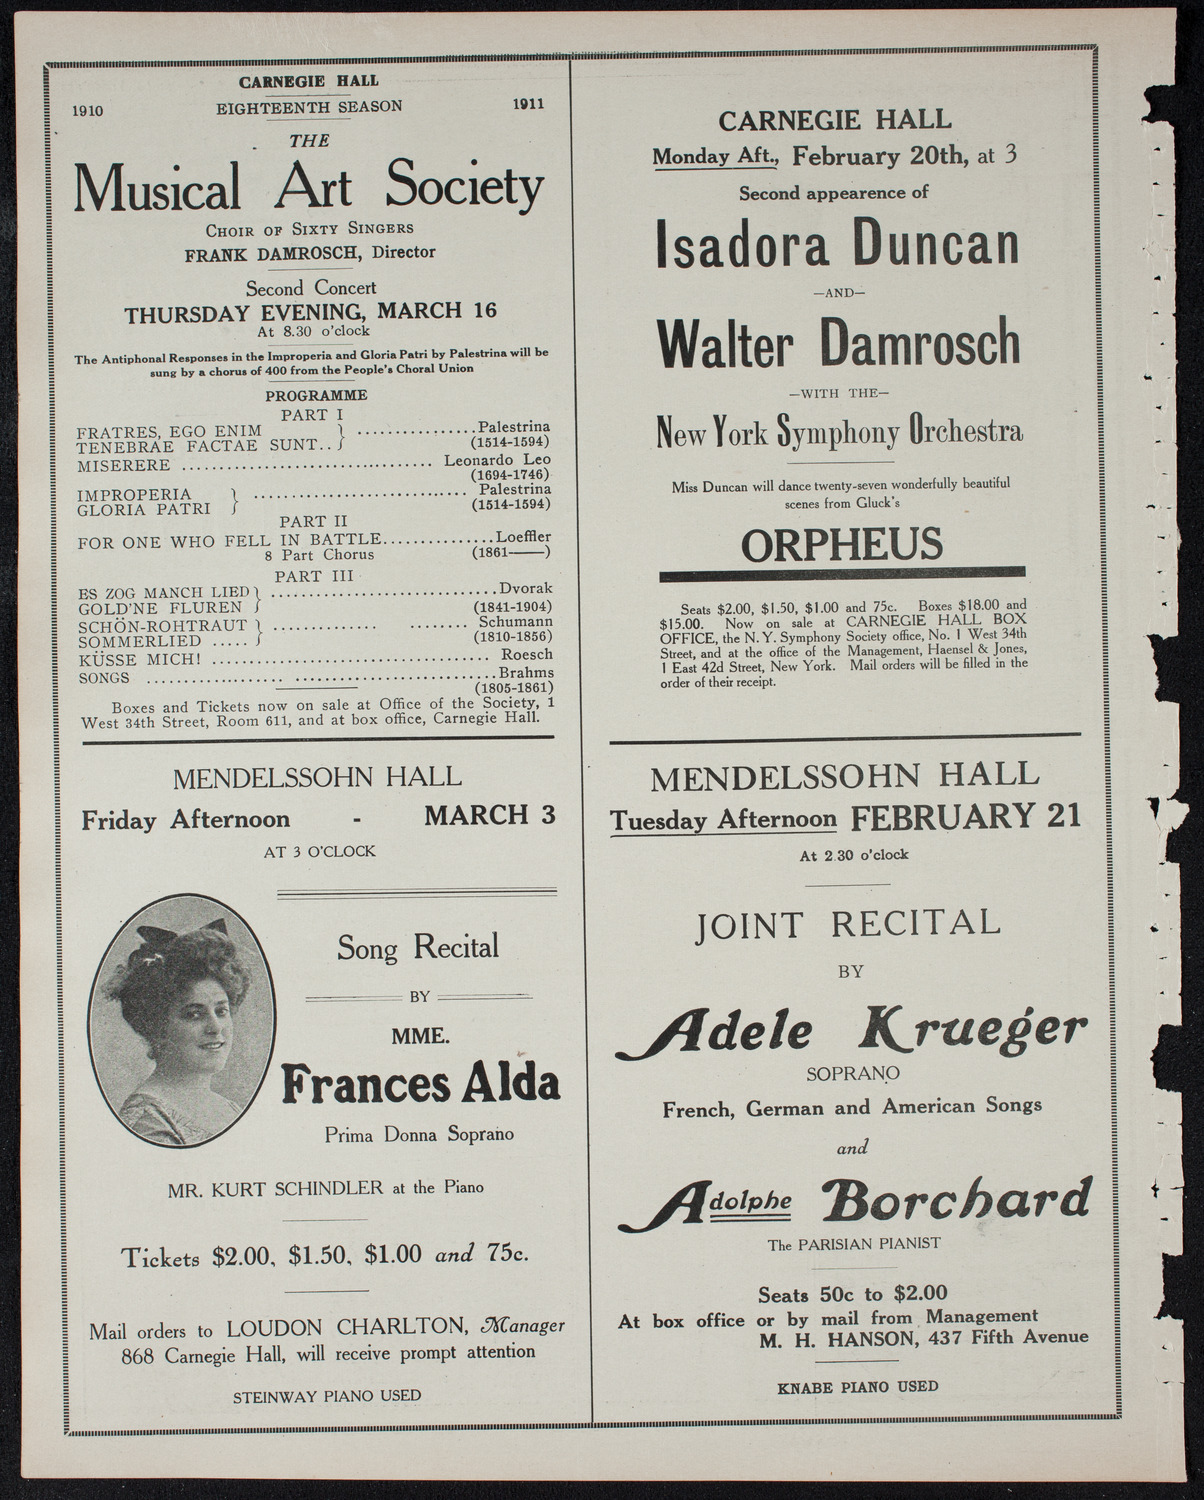 CARNEGIE HALL
1910 EIGHTEENTH SEASON 1911
THE
Musical Art Society
CHOIR OF SIXTY SINGERS
FRANK DAMROSCH, Director
Second Concert
THURSDAY EVENING, MARCH 16
At 8.30 o'clock
The Antiphonal Responses in the Improperia and Gloria Patri by Palestrina will be
sung by a chorus of 400 from the People's Choral Union
PROGRAMME
PART I
FRATRES, EGO ENIM } ................Palestrina
TENEBRAE FACTAE SUNT.. } (1514-1594)
MISERERE .................................. Leonardo Leo
(1694-1746)
IMPROPERIA } ............................. Palestrina
GLORIA PATRI } (1514-1594)
PART II
FOR ONE WHO FELL IN BATTLE...............Loeffler
8 Part Chorus (1861——)
PART III
ES ZOG MANCH LIED } ..............................Dvorak
GOLD'NE FLUREN } (1841-1904)
SCHÖN-ROHTRAUT } .............. ........ Schumann
SOMMERLIED ..... } (1810-1856)
KÜSSE MICH! ..................................... Roesch
SONGS ........... ..............................Brahms
(1805-1861)
Boxes and Tickets now on sale at Office of the Society, 1
West 34th Street, Room 611, and at box office, Carnegie Hall.
MENDELSSOHN HALL
Friday Afternoon - MARCH 3
AT 3 O'CLOCK
Song Recital
BY
MME.
Frances Alda
Prima Donna Soprano
MR. KURT SCHINDLER at the Piano
Tickets $2.00, $1.50, $1.00 and 75c.
Mail orders to LOUDON CHARLTON, Manager
868 Carnegie Hall, will receive prompt attention
STEINWAY PIANO USED
CARNEGIE HALL
Monday Aft., February 20th, at 3
Second appearence of
Isadora Duncan
—AND—
Walter Damrosch
—WITH THE—
New York Symphony Orchestra
Miss Duncan will dance twenty-seven wonderfully beautiful
scenes from Gluck's
ORPHEUS
Seats $2.00, $1.50, $1.00 and 75c. Boxes $18.00 and
$15.00. Now on sale at CARNEGIE HALL BOX
OFFICE, the N. Y. Symphony Society office, No. 1 West 34th
Street, and at the office of the Management, Haensel & Jones,
1 East 42d Street, New York. Mail orders will be filled in the
order of their receipt.
MENDELSSOHN HALL
Tuesday Afternoon FEBRUARY 21
At 2.30 o'clock
JOINT RECITAL
BY
Adele Krueger
SOPRANO
French, German and American Songs
and
Adolphe Borchard
The PARISIAN PIANIST
Seats 50c to $2.00
At box office or by mail from Management
M. H. HANSON, 437 Fifth Avenue
KNABE PIANO USED